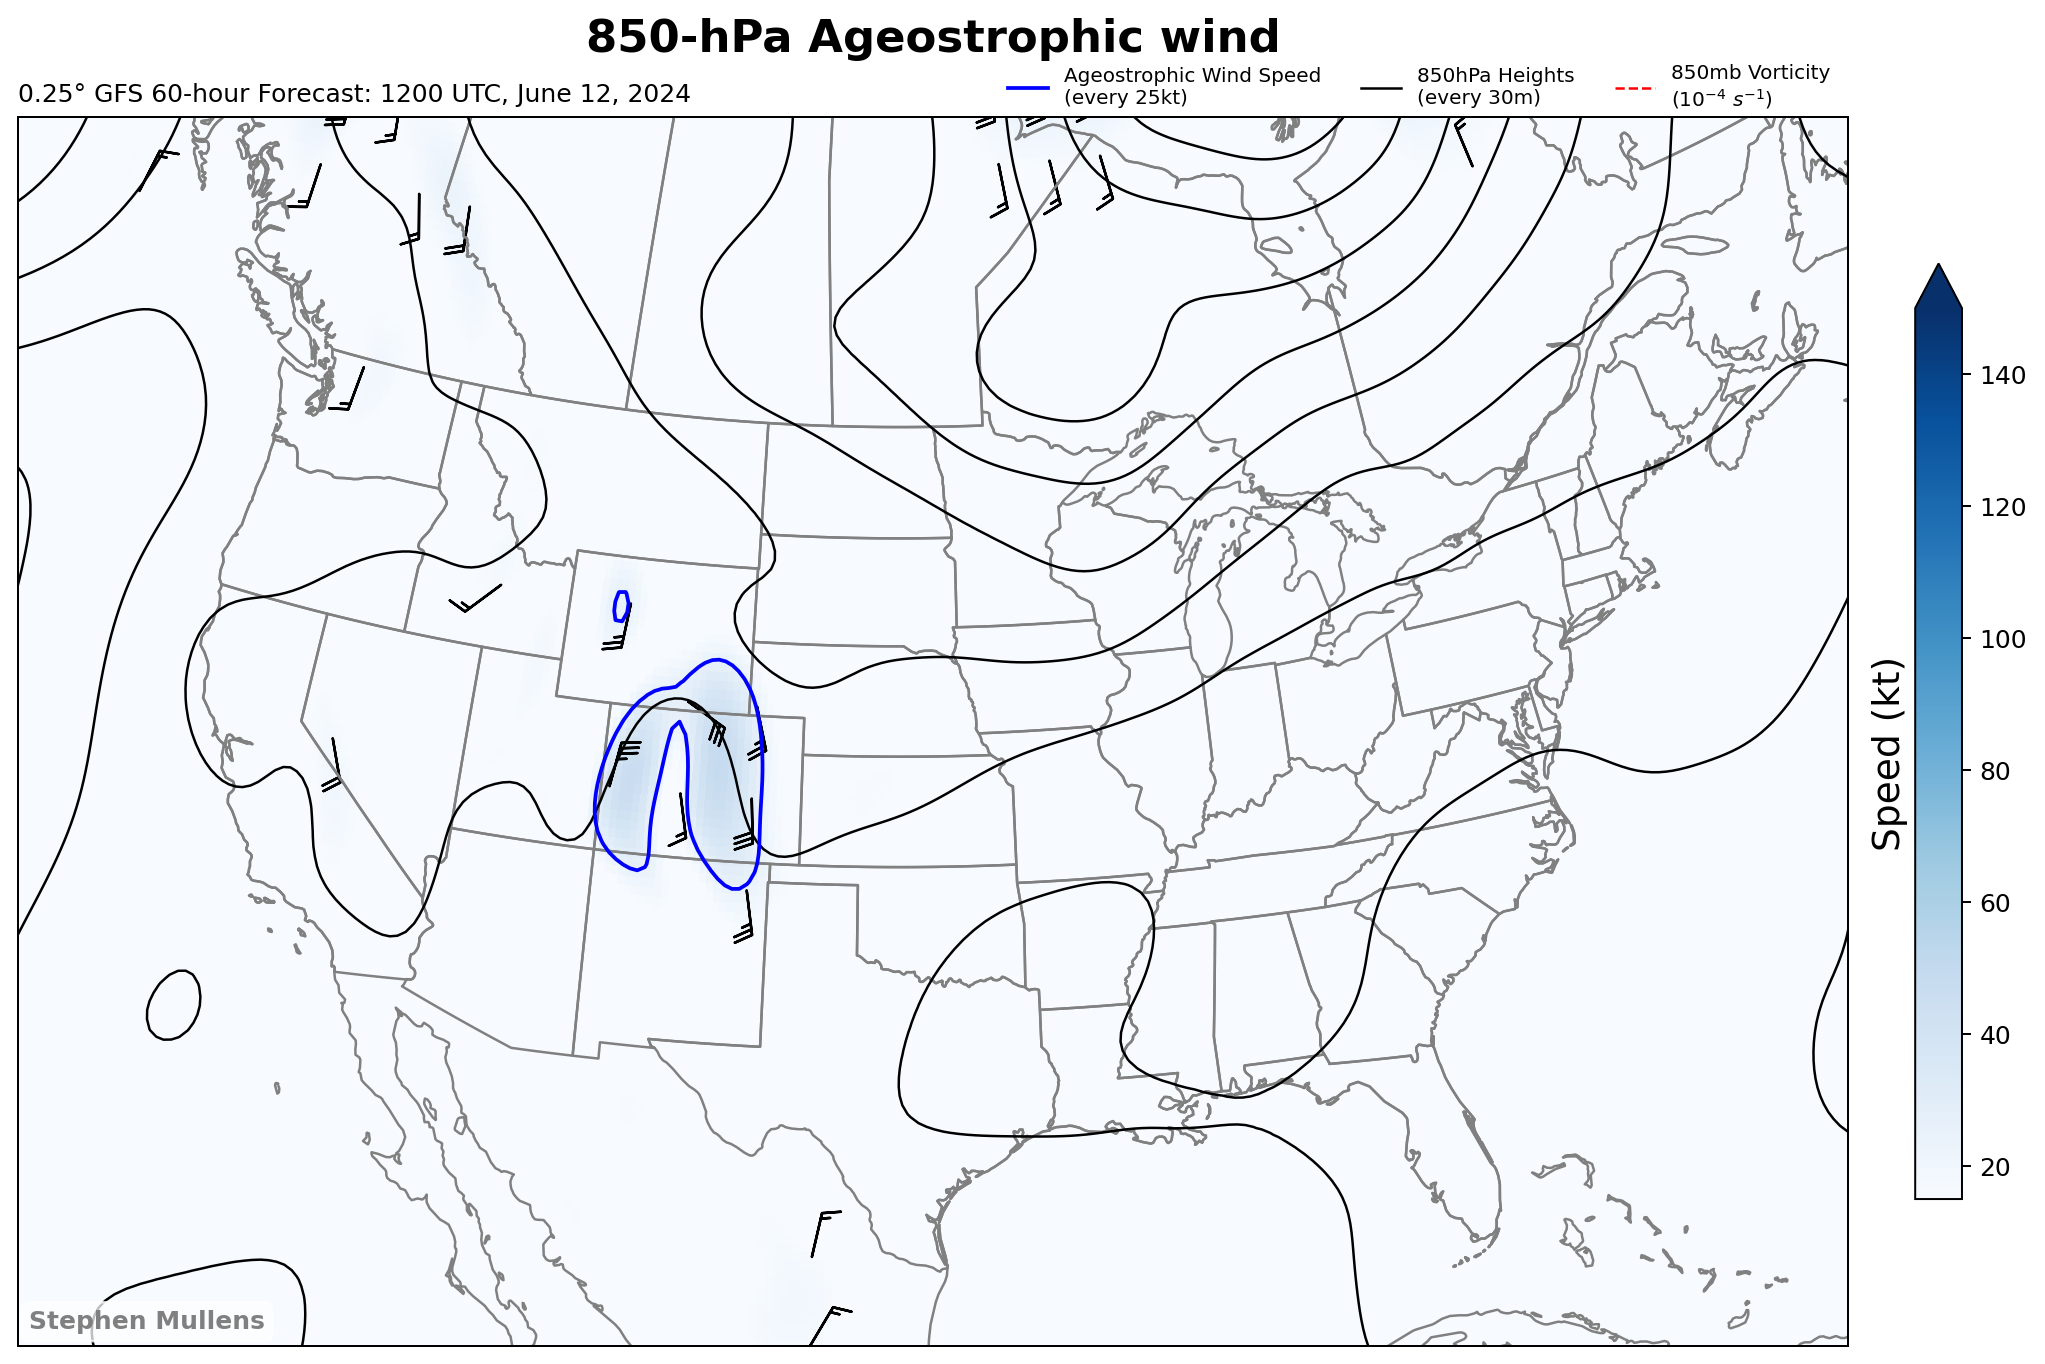 850-hPa Ageostrophic wind
0.25° GFS 60-hour Forecast: 1200 UTC, June 12, 2024
Ageostrophic Wind Speed
(every 25kt)
850hPa Heights
(every 30m)
850mb Vorticity
(10⁻⁴ s⁻¹)
140
120
100
80
60
40
20
Speed (kt)
Stephen Mullens